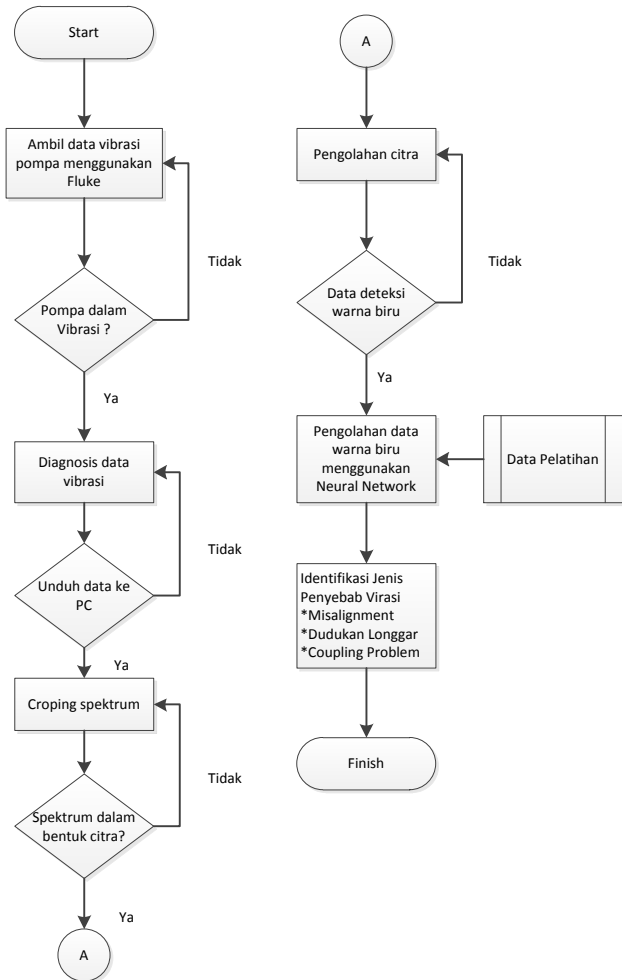 Start
Ambil data vibrasi
pompa menggunakan
Fluke
Tidak
Pompa dalam
Vibrasi ?
Ya
Diagnosis data
vibrasi
Tidak
Unduh data ke
PC
Ya
Croping spektrum
Tidak
Spektrum dalam
bentuk citra?
Ya
A
A
Pengolahan citra
Tidak
Data deteksi
warna biru
Ya
Pengolahan data
warna biru
menggunakan
Neural Network
Data Pelatihan
Identifikasi Jenis
Penyebab Virasi
*Misalignment
*Dudukan Longgar
*Coupling Problem
Finish